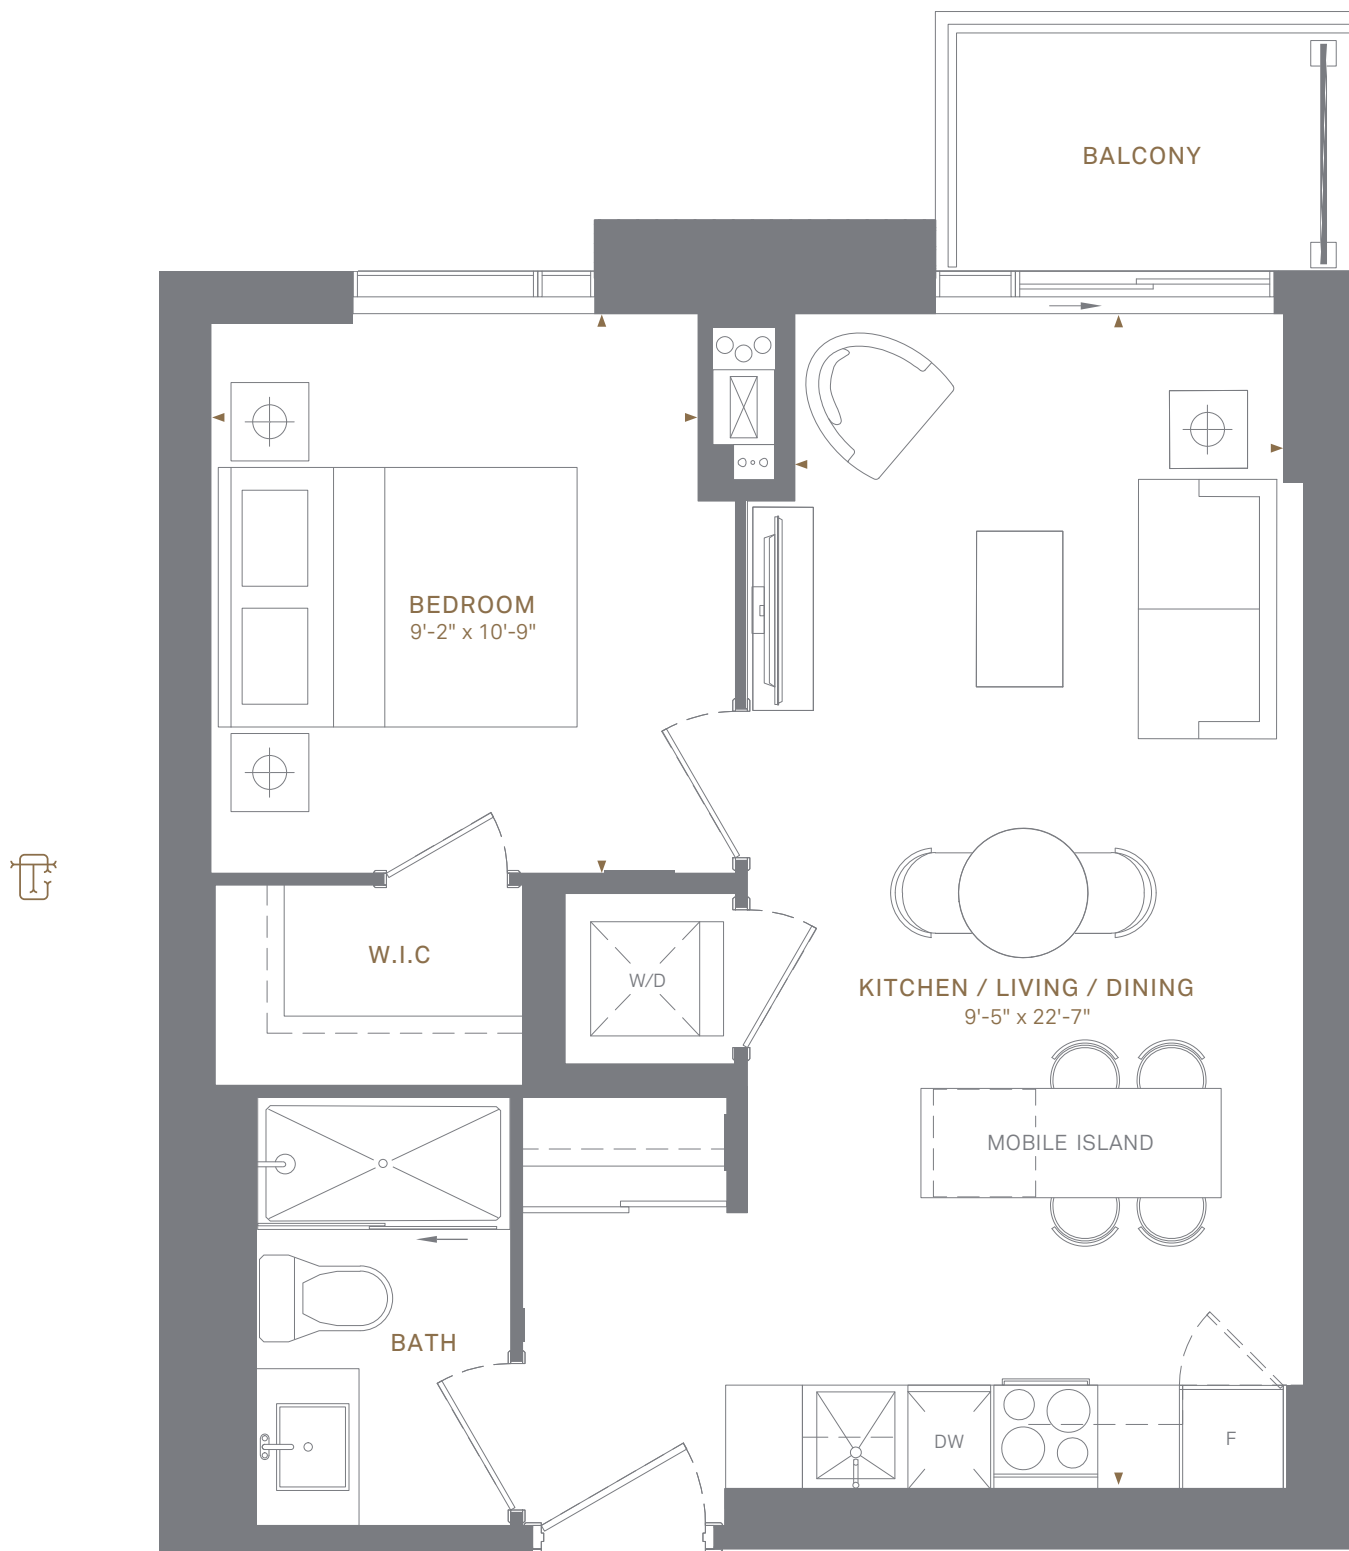 BALCONY
BEDROOM
9'-2" x 10'-9"
W.I.C
W/D
KITCHEN / LIVING / DINING
9'-5" x 22'-7"
MOBILE ISLAND
BATH
DW
F